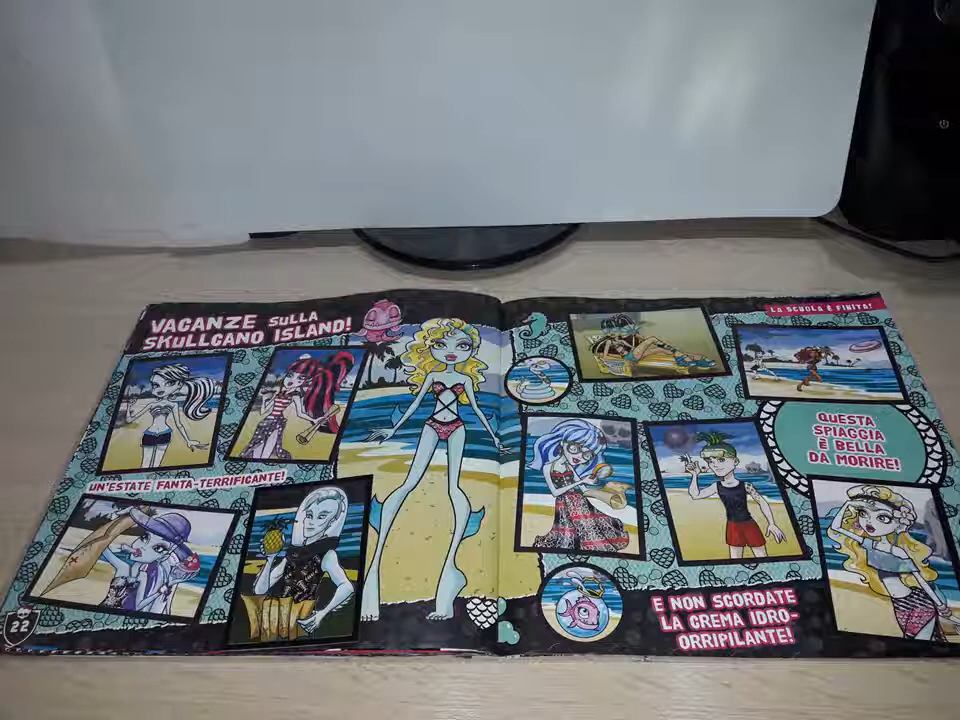 VACANZE SULLA
SKULLCANO ISLAND!
UN'ESTATE FANTA-TERRIFICANTE!
22
LA SCUOLA È FINITA!
QUESTA
SPIAGGIA
È BELLA
DA MORIRE!
E NON SCORDATE
LA CREMA IDRO-
ORRIPILANTE!